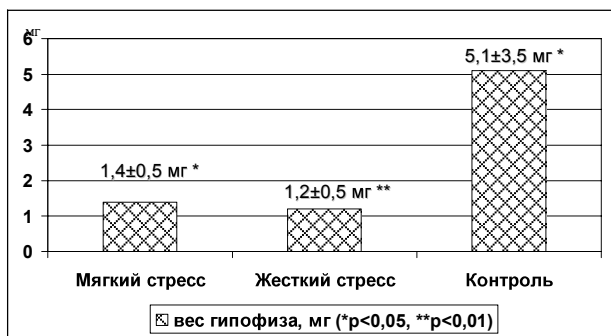 мг
6
5
4
3
2
1
0
5,1±3,5 мг *
1,4±0,5 мг *
1,2±0,5 мг **
Мягкий стресс
Жесткий стресс
Контроль
вес гипофиза, мг (*p<0,05, **p<0,01)